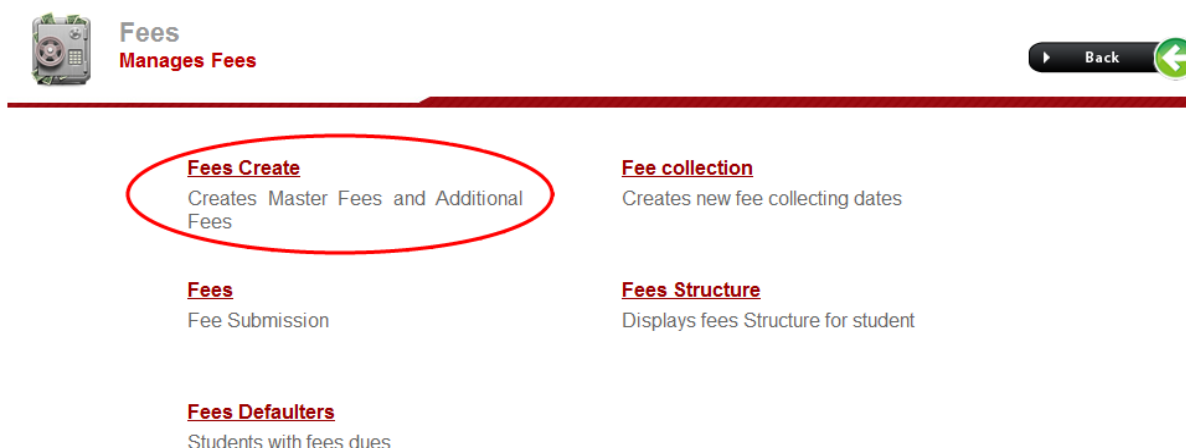 Fees
Manages Fees
Back
Fees Create
Creates Master Fees and Additional
Fees
Fee collection
Creates new fee collecting dates
Fees
Fee Submission
Fees Structure
Displays fees Structure for student
Fees Defaulters
Students with fees dues